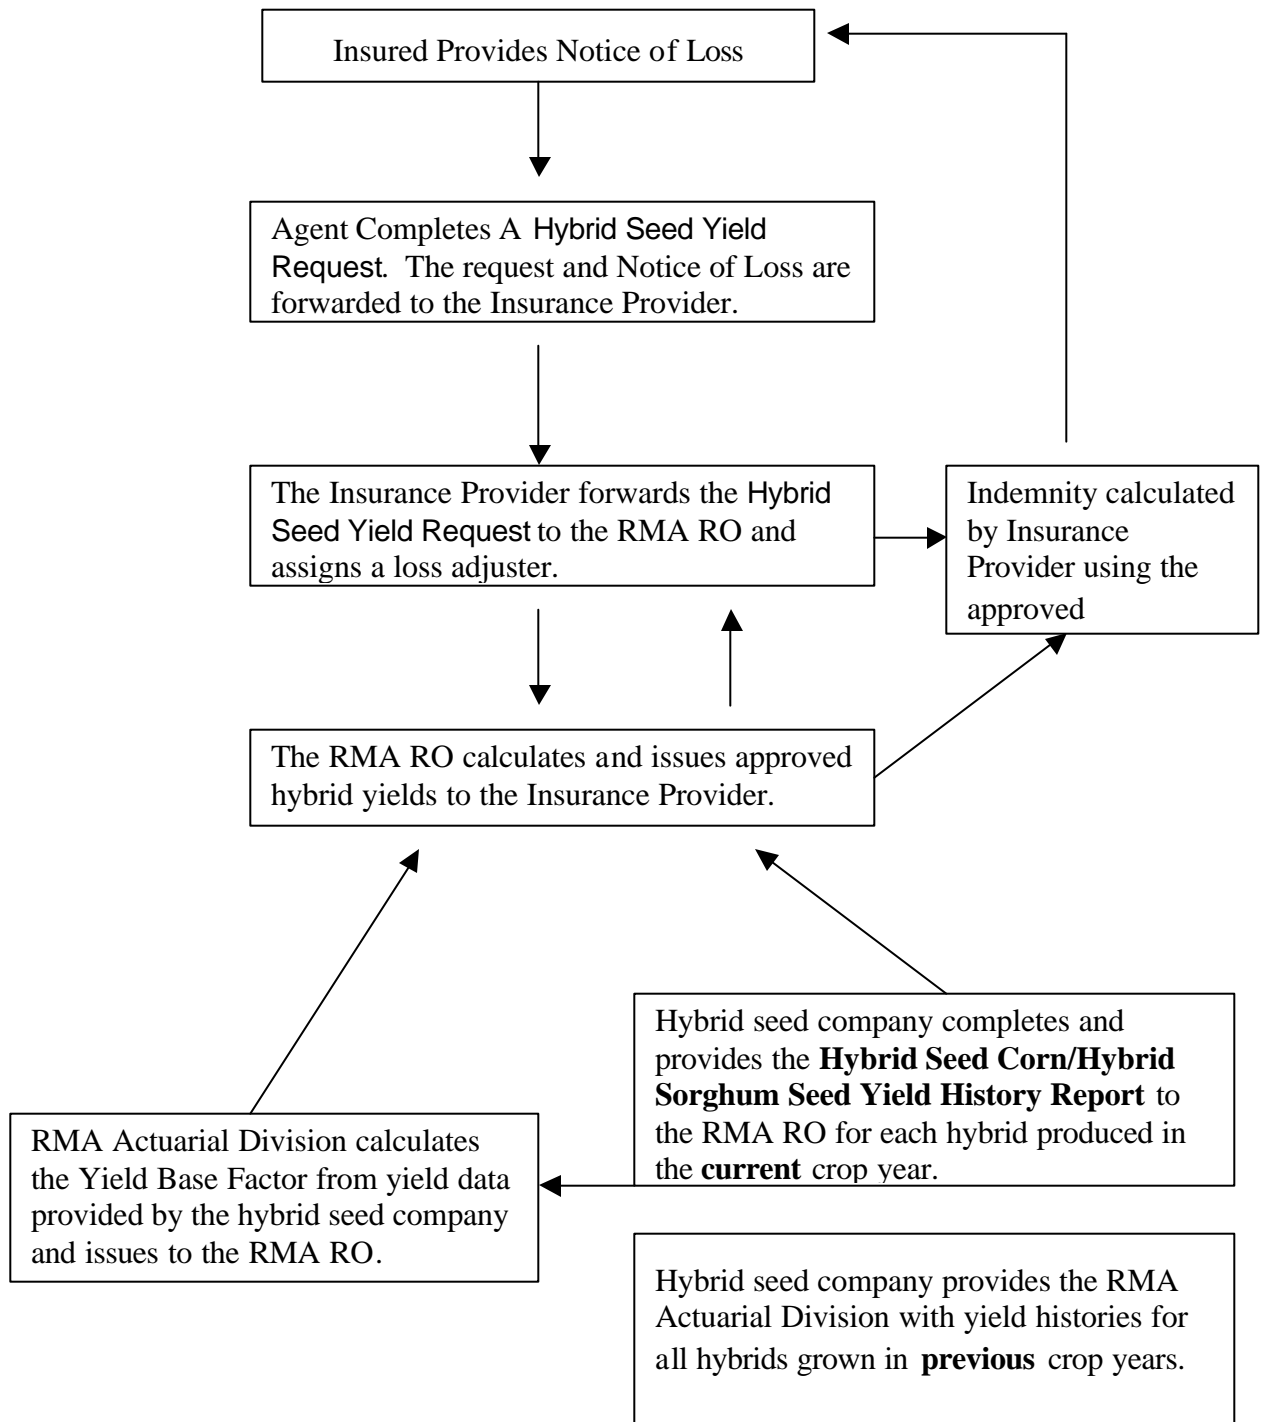 Insured Provides Notice of Loss
Agent Completes A Hybrid Seed Yield
Request. The request and Notice of Loss are
forwarded to the Insurance Provider.
The Insurance Provider forwards the Hybrid
Seed Yield Request to the RMA RO and
assigns a loss adjuster.
Indemnity calculated
by Insurance
Provider using the
approved
The RMA RO calculates and issues approved
hybrid yields to the Insurance Provider.
Hybrid seed company completes and
provides the Hybrid Seed Corn/Hybrid
Sorghum Seed Yield History Report to
the RMA RO for each hybrid produced in
the current crop year.
RMA Actuarial Division calculates
the Yield Base Factor from yield data
provided by the hybrid seed company
and issues to the RMA RO.
Hybrid seed company provides the RMA
Actuarial Division with yield histories for
all hybrids grown in previous crop years.